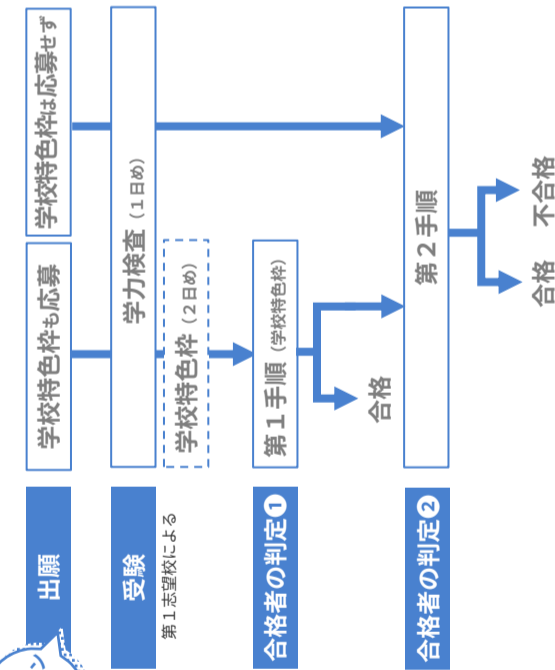 出願
学校特色枠も応募
学校特色枠は応募せず
受験
第１志望校による
学力検査（１日め）
学校特色枠（２日め）
合格者の判定❶
第１手順（学校特色枠）
合格
合格者の判定❷
第２手順
合格
不合格